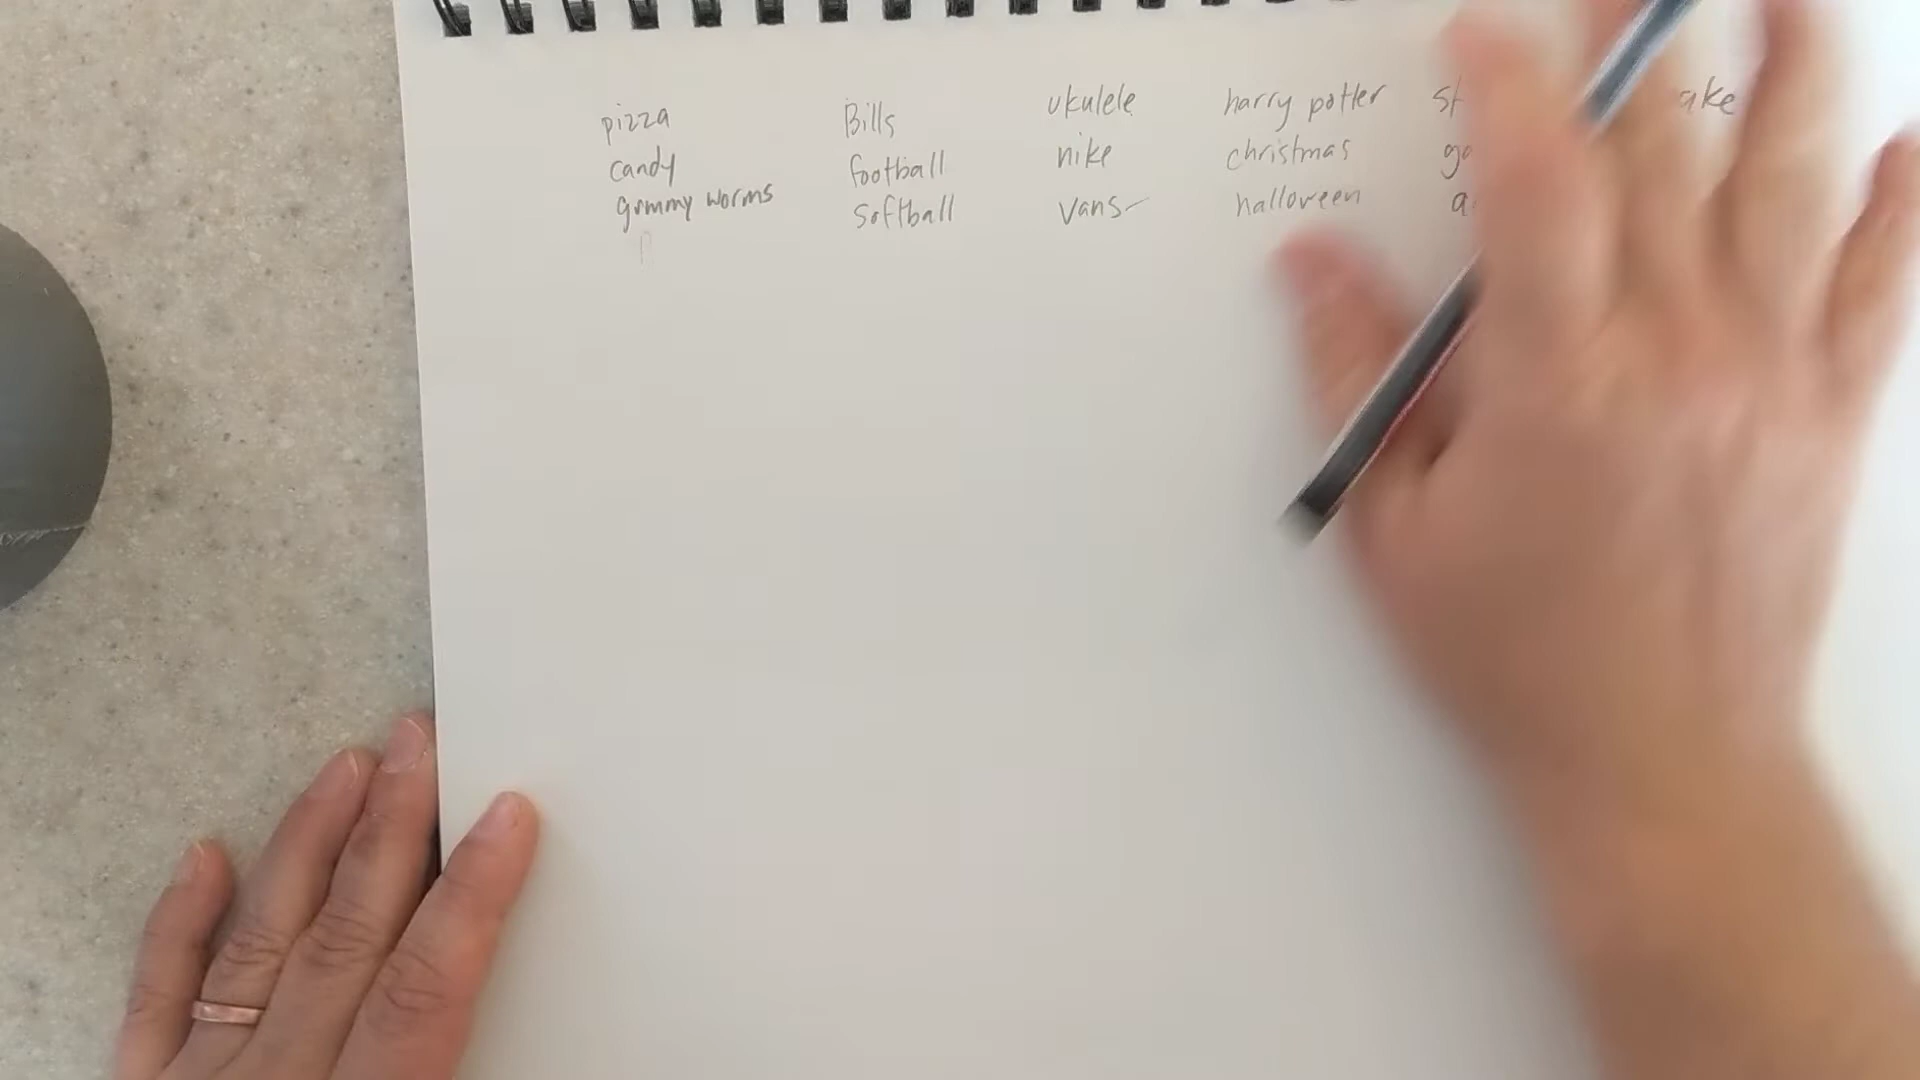 pizza Bills ukulele harry potter
candy football nike christmas
gummy worms softball vans halloween